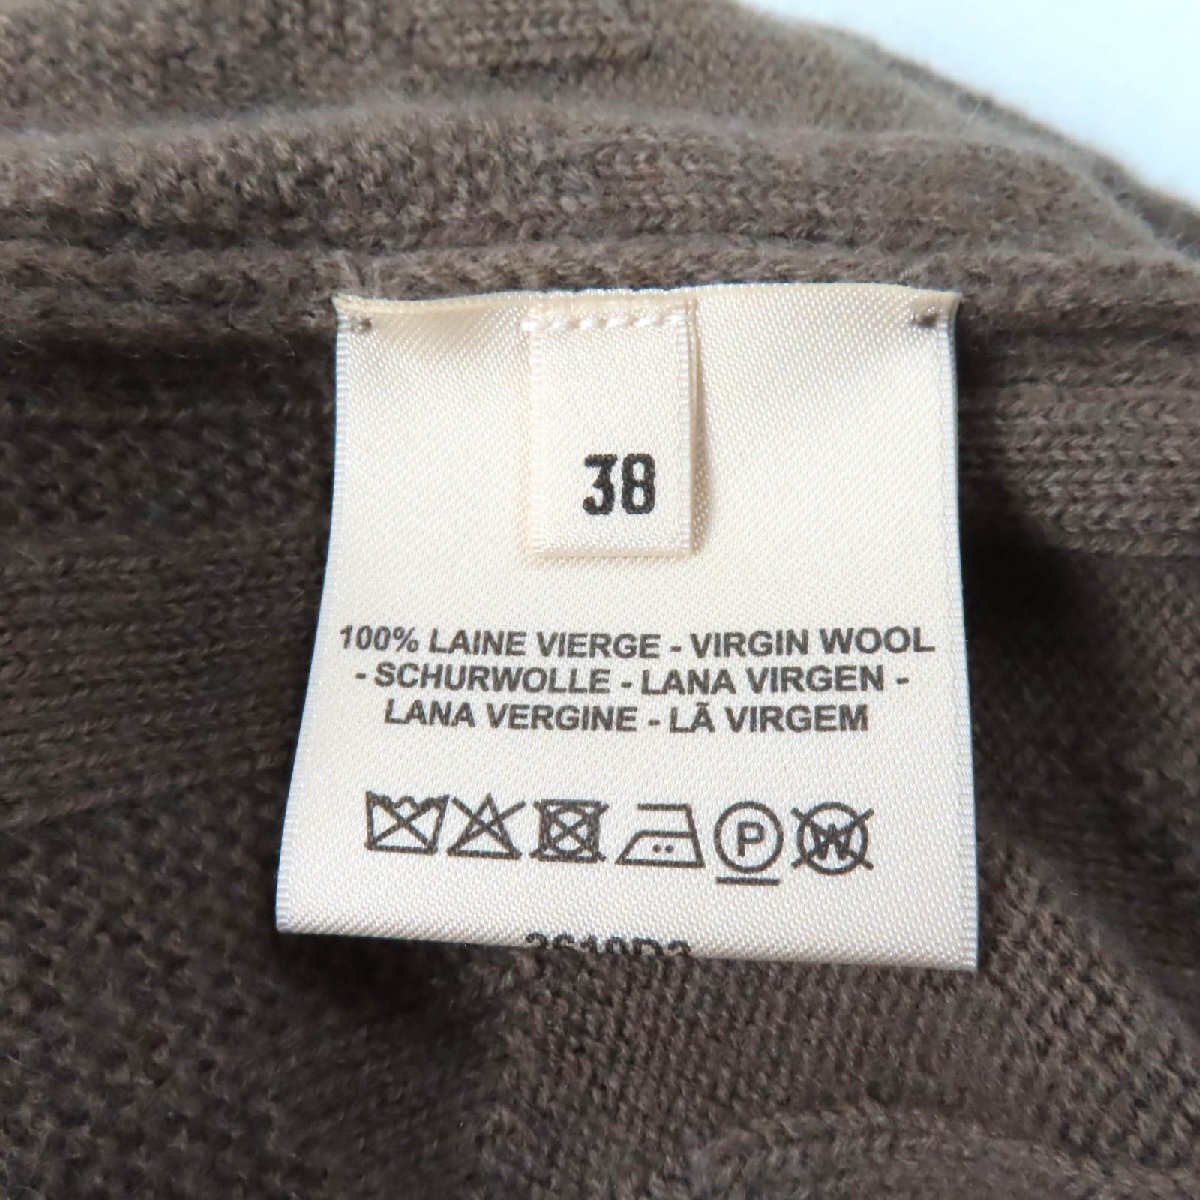 38
100% LAINE VIERGE - VIRGIN WOOL
- SCHURWOLLE - LANA VIRGEN -
LANA VERGINE - LÃ VIRGEM
P W